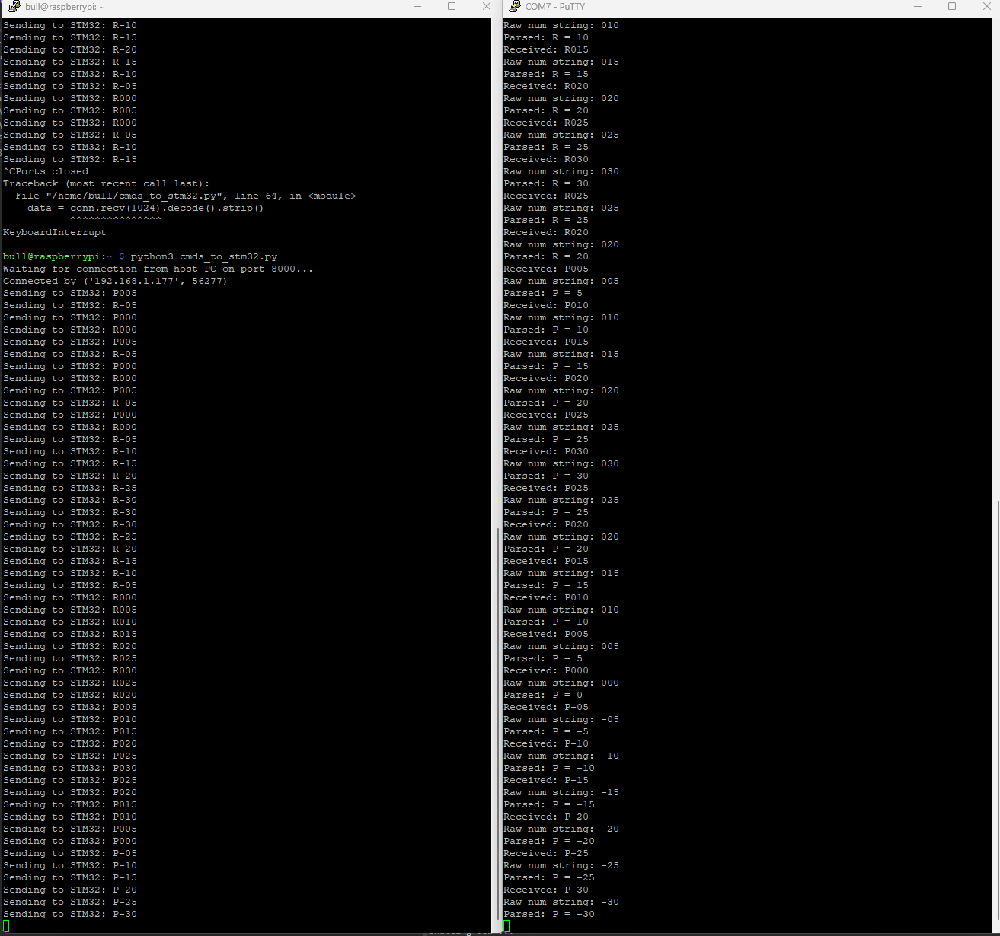 bull@raspberrypi: ~
Sending to STM32: R-10
Sending to STM32: R-15
Sending to STM32: R-20
Sending to STM32: R-15
Sending to STM32: R-10
Sending to STM32: R-05
Sending to STM32: R000
Sending to STM32: R005
Sending to STM32: R000
Sending to STM32: R-05
Sending to STM32: R-10
Sending to STM32: R-15
^CPorts closed
Traceback (most recent call last):
  File "/home/bull/cmds_to_stm32.py", line 64, in <module>
    data = conn.recv(1024).decode().strip()
           ^^^^^^^^^^^^^^^
KeyboardInterrupt
bull@raspberrypi:~ $ python3 cmds_to_stm32.py
Waiting for connection from host PC on port 8000...
Connected by ('192.168.1.177', 56277)
Sending to STM32: P005
Sending to STM32: R-05
Sending to STM32: P000
Sending to STM32: R000
Sending to STM32: P005
Sending to STM32: R-05
Sending to STM32: P000
Sending to STM32: R000
Sending to STM32: P005
Sending to STM32: R-05
Sending to STM32: P000
Sending to STM32: R000
Sending to STM32: R-05
Sending to STM32: R-10
Sending to STM32: R-15
Sending to STM32: R-20
Sending to STM32: R-25
Sending to STM32: R-30
Sending to STM32: R-30
Sending to STM32: R-30
Sending to STM32: R-25
Sending to STM32: R-20
Sending to STM32: R-15
Sending to STM32: R-10
Sending to STM32: R-05
Sending to STM32: R000
Sending to STM32: R005
Sending to STM32: R010
Sending to STM32: R015
Sending to STM32: R020
Sending to STM32: R025
Sending to STM32: R030
Sending to STM32: R025
Sending to STM32: R020
Sending to STM32: P005
Sending to STM32: P010
Sending to STM32: P015
Sending to STM32: P020
Sending to STM32: P025
Sending to STM32: P030
Sending to STM32: P025
Sending to STM32: P020
Sending to STM32: P015
Sending to STM32: P010
Sending to STM32: P005
Sending to STM32: P000
Sending to STM32: P-05
Sending to STM32: P-10
Sending to STM32: P-15
Sending to STM32: P-20
Sending to STM32: P-25
Sending to STM32: P-30
COM7 - PuTTY
Raw num string: 010
Parsed: R = 10
Received: R015
Raw num string: 015
Parsed: R = 15
Received: R020
Raw num string: 020
Parsed: R = 20
Received: R025
Raw num string: 025
Parsed: R = 25
Received: R030
Raw num string: 030
Parsed: R = 30
Received: R025
Raw num string: 025
Parsed: R = 25
Received: R020
Raw num string: 020
Parsed: R = 20
Received: P005
Raw num string: 005
Parsed: P = 5
Received: P010
Raw num string: 010
Parsed: P = 10
Received: P015
Raw num string: 015
Parsed: P = 15
Received: P020
Raw num string: 020
Parsed: P = 20
Received: P025
Raw num string: 025
Parsed: P = 25
Received: P030
Raw num string: 030
Parsed: P = 30
Received: P025
Raw num string: 025
Parsed: P = 25
Received: P020
Raw num string: 020
Parsed: P = 20
Received: P015
Raw num string: 015
Parsed: P = 15
Received: P010
Raw num string: 010
Parsed: P = 10
Received: P005
Raw num string: 005
Parsed: P = 5
Received: P000
Raw num string: 000
Parsed: P = 0
Received: P-05
Raw num string: -05
Parsed: P = -5
Received: P-10
Raw num string: -10
Parsed: P = -10
Received: P-15
Raw num string: -15
Parsed: P = -15
Received: P-20
Raw num string: -20
Parsed: P = -20
Received: P-25
Raw num string: -25
Parsed: P = -25
Received: P-30
Raw num string: -30
Parsed: P = -30